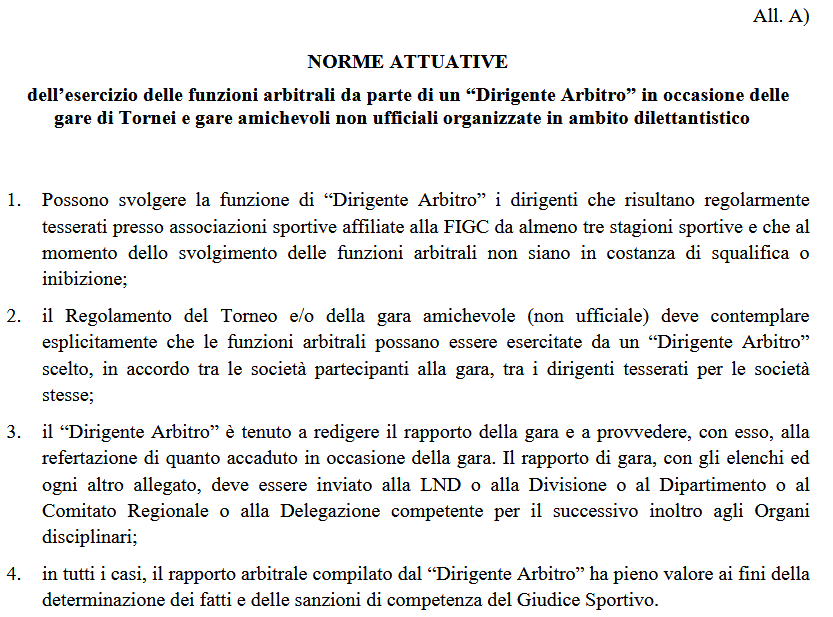 All. A)
NORME ATTUATIVE
dell’esercizio delle funzioni arbitrali da parte di un “Dirigente Arbitro” in occasione delle
gare di Tornei e gare amichevoli non ufficiali organizzate in ambito dilettantistico
1. Possono svolgere la funzione di “Dirigente Arbitro” i dirigenti che risultano regolarmente
tesserati presso associazioni sportive affiliate alla FIGC da almeno tre stagioni sportive e che al
momento dello svolgimento delle funzioni arbitrali non siano in costanza di squalifica o
inibizione;
2. il Regolamento del Torneo e/o della gara amichevole (non ufficiale) deve contemplare
esplicitamente che le funzioni arbitrali possano essere esercitate da un “Dirigente Arbitro”
scelto, in accordo tra le società partecipanti alla gara, tra i dirigenti tesserati per le società
stesse;
3. il “Dirigente Arbitro” è tenuto a redigere il rapporto della gara e a provvedere, con esso, alla
refertazione di quanto accaduto in occasione della gara. Il rapporto di gara, con gli elenchi ed
ogni altro allegato, deve essere inviato alla LND o alla Divisione o al Dipartimento o al
Comitato Regionale o alla Delegazione competente per il successivo inoltro agli Organi
disciplinari;
4. in tutti i casi, il rapporto arbitrale compilato dal “Dirigente Arbitro” ha pieno valore ai fini della
determinazione dei fatti e delle sanzioni di competenza del Giudice Sportivo.